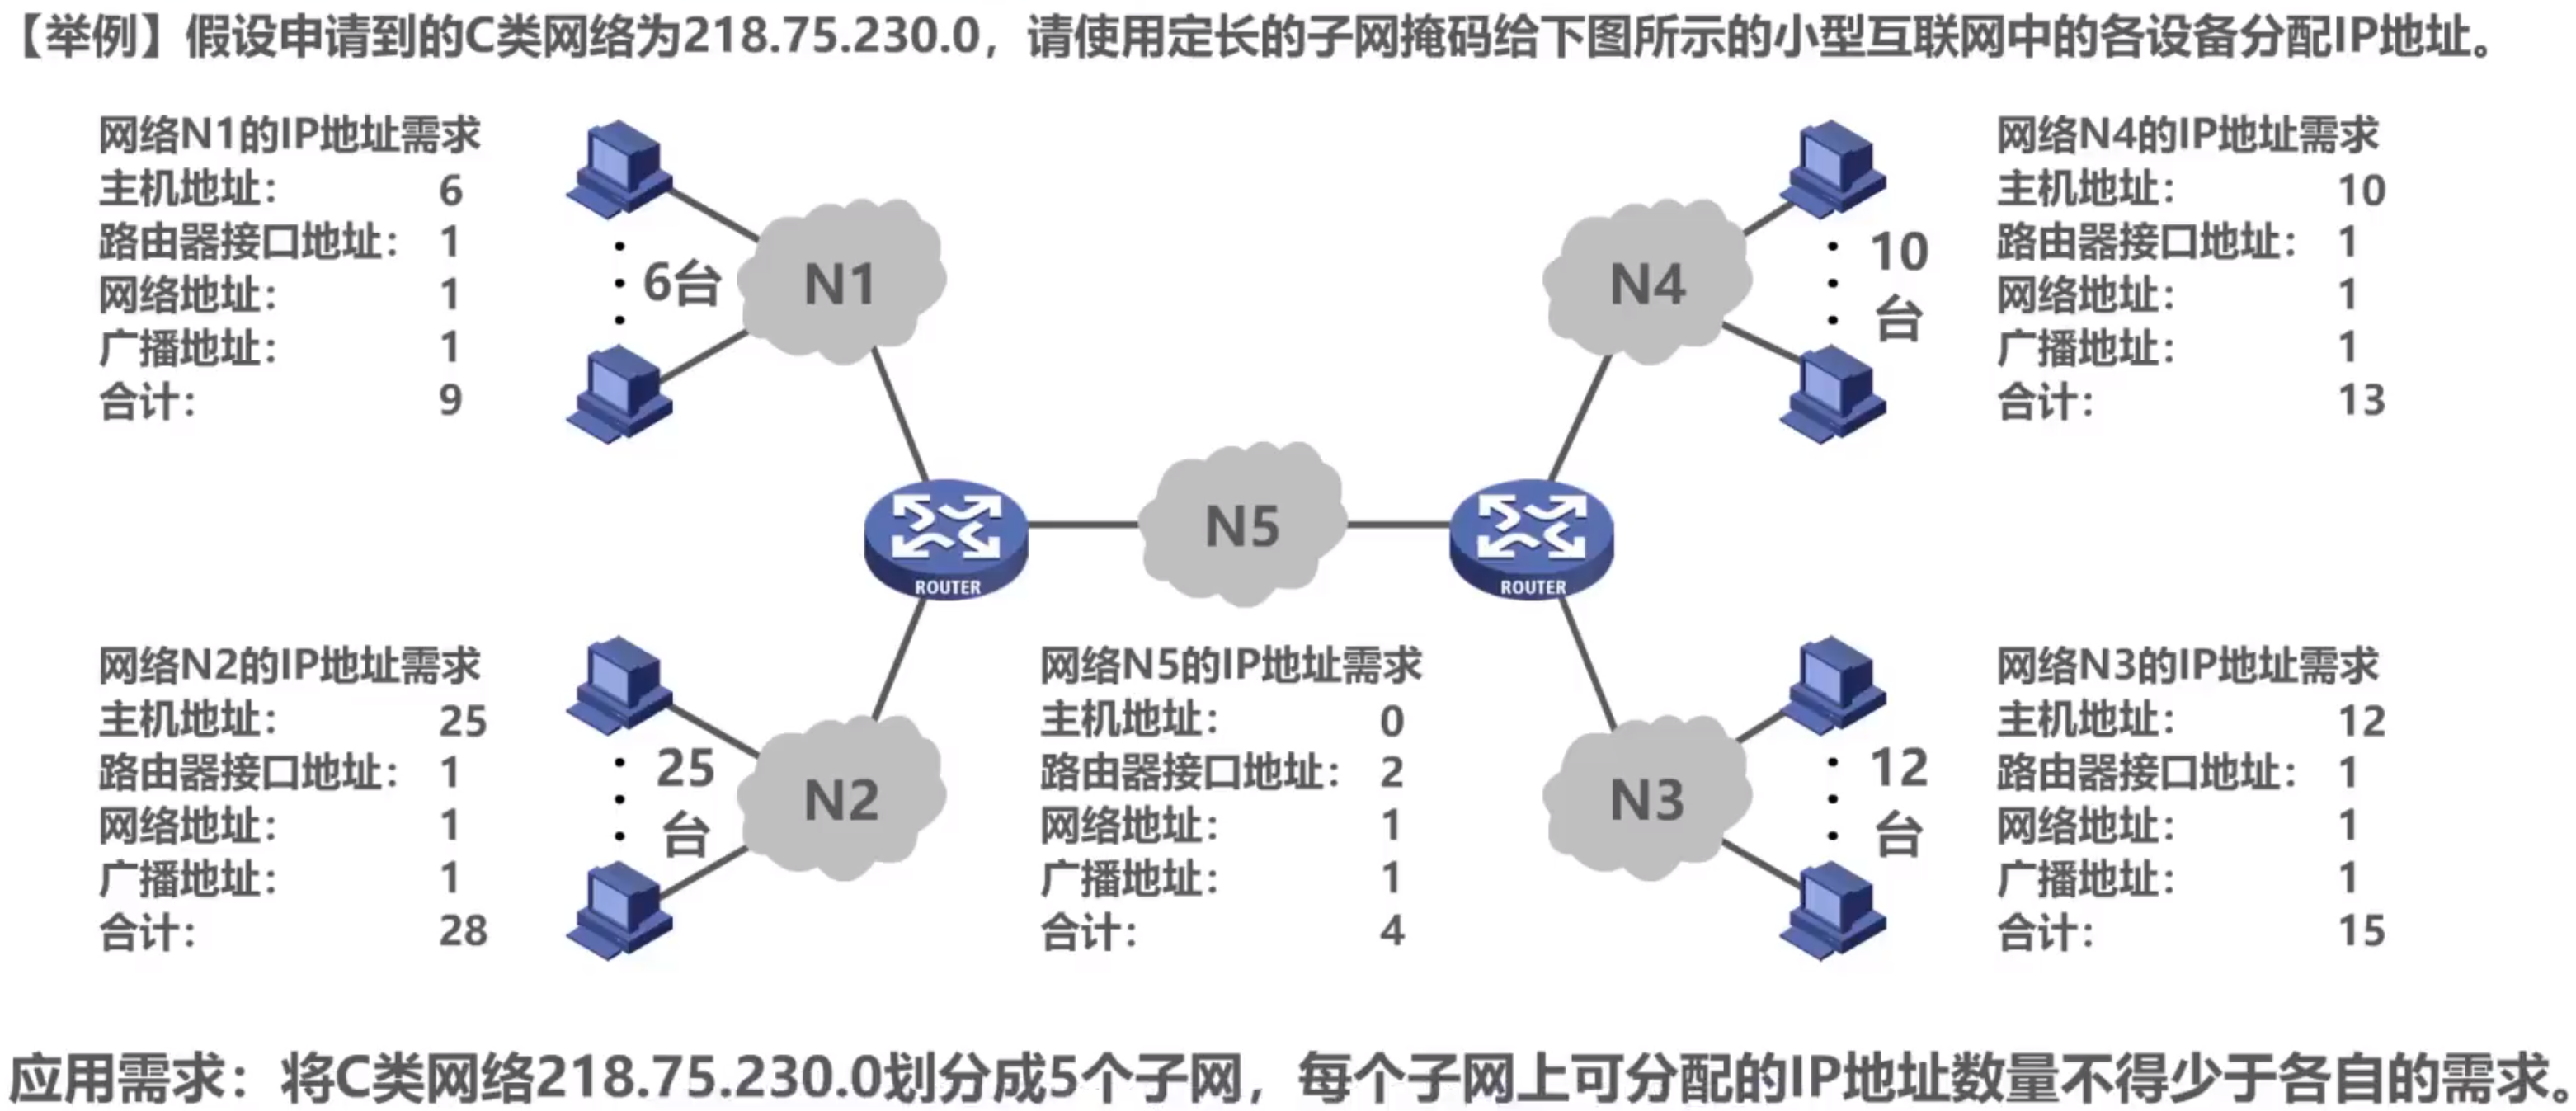 【举例】假设申请到的C类网络为218.75.230.0，请使用定长的子网掩码给下图所示的小型互联网中的各设备分配IP地址。
网络N1的IP地址需求
主机地址： 6
路由器接口地址： 1
网络地址： 1
广播地址： 1
合计： 9
6台
N1
N4
10
台
网络N4的IP地址需求
主机地址： 10
路由器接口地址： 1
网络地址： 1
广播地址： 1
合计： 13
ROUTER
N5
ROUTER
网络N2的IP地址需求
主机地址： 25
路由器接口地址： 1
网络地址： 1
广播地址： 1
合计： 28
25
台
N2
网络N5的IP地址需求
主机地址： 0
路由器接口地址： 2
网络地址： 1
广播地址： 1
合计： 4
N3
12
台
网络N3的IP地址需求
主机地址： 12
路由器接口地址： 1
网络地址： 1
广播地址： 1
合计： 15
应用需求：将C类网络218.75.230.0划分成5个子网，每个子网上可分配的IP地址数量不得少于各自的需求。